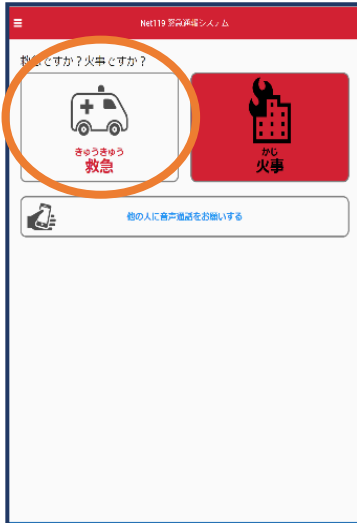 Net119 緊急通報システム
救急ですか？火事ですか？
きゅうきゅう
救急
かじ
火事
他の人に音声通話をお願いする